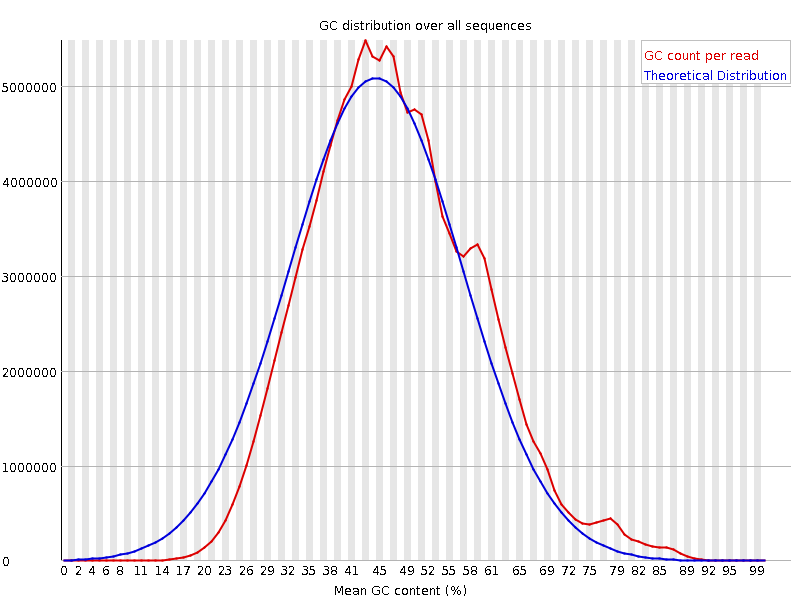 GC distribution over all sequences
GC count per read
Theoretical Distribution
5000000
4000000
3000000
2000000
1000000
0
0 2 4 6 8 11 14 17 20 23 26 29 32 35 38 41 45 49 52 55 58 61 65 69 72 75 79 82 85 89 92 95 99
Mean GC content (%)